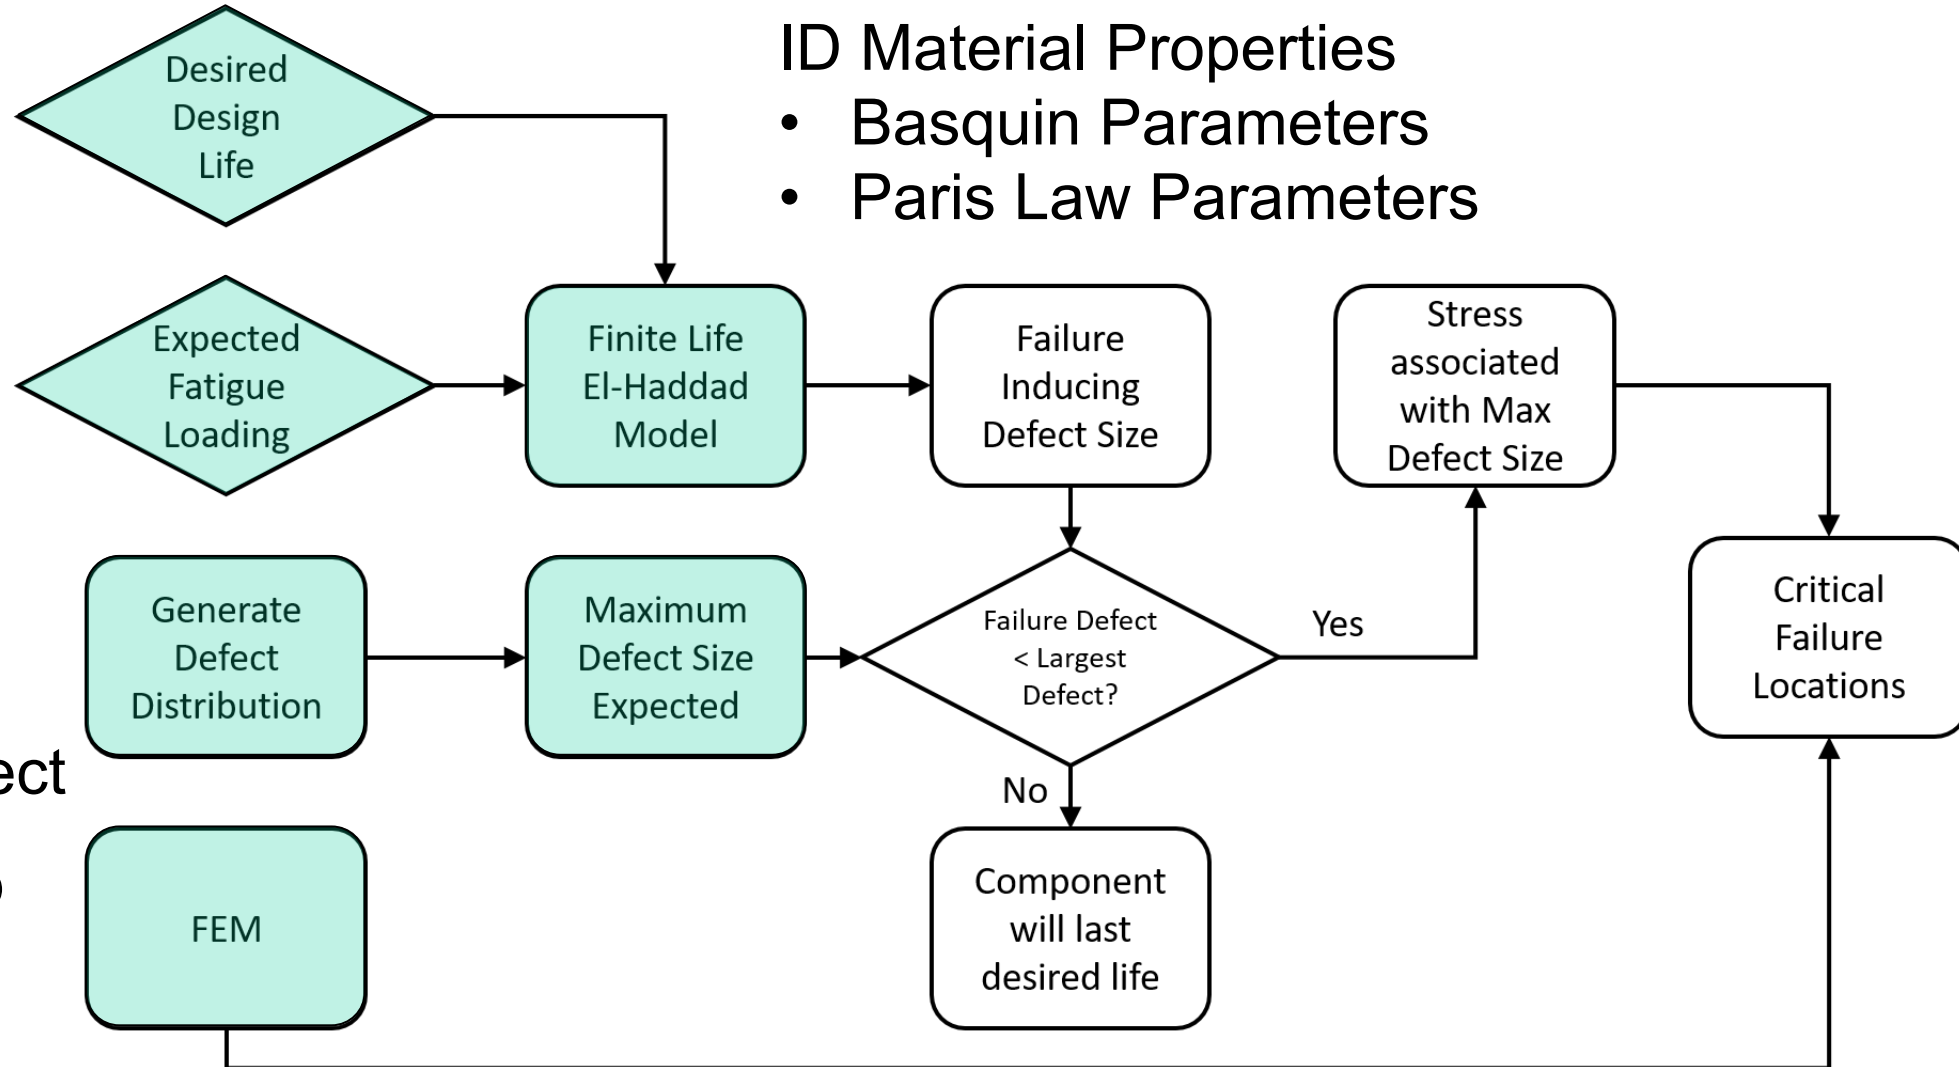 ID Material Properties
• Basquin Parameters
• Paris Law Parameters
Desired
Design
Life
Expected
Fatigue
Loading
Finite Life
El-Haddad
Model
Failure
Inducing
Defect Size
Stress
associated
with Max
Defect Size
Generate
Defect
Distribution
Maximum
Defect Size
Expected
Failure Defect
< Largest
Defect?
Yes
No
Critical
Failure
Locations
FEM
Component
will last
desired life